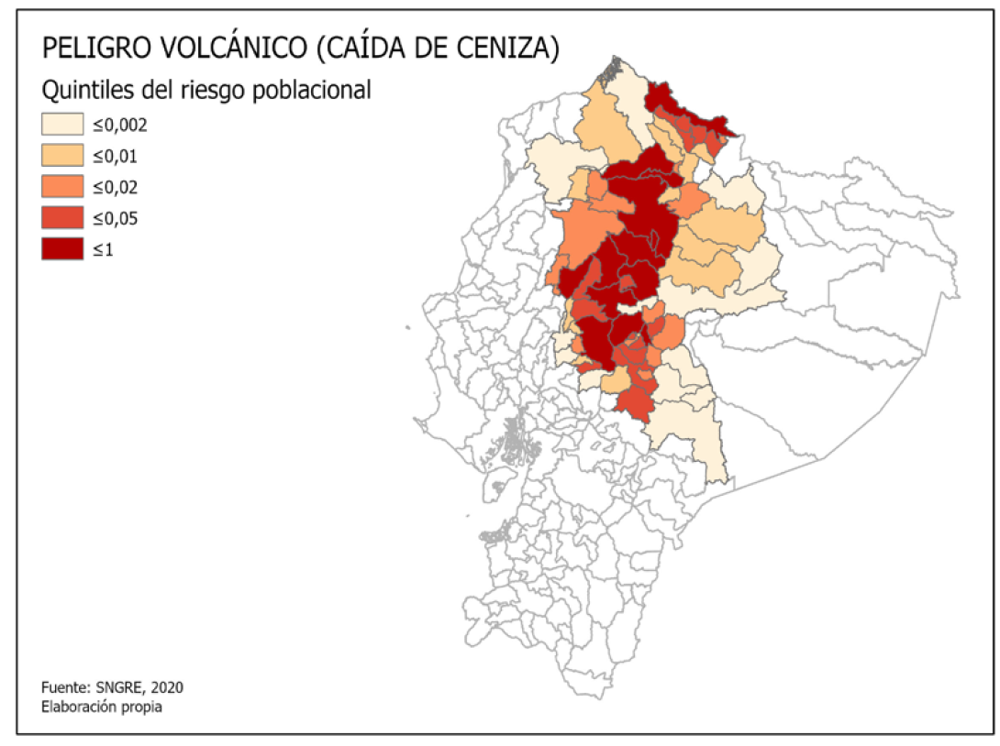 PELIGRO VOLCÁNICO (CAÍDA DE CENIZA)
Quintiles del riesgo poblacional
≤0,002
≤0,01
≤0,02
≤0,05
≤1
Fuente: SNGRE, 2020
Elaboración propia